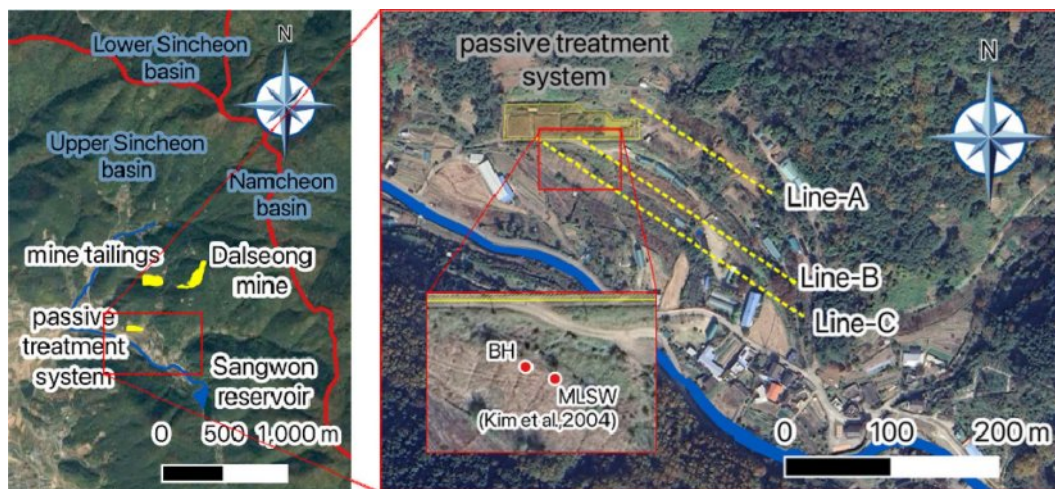 Lower Sincheon
basin
N
Upper Sincheon
basin
Namcheon
basin
mine tailings
Dalseong
mine
passive
treatment
system
Sangwon
reservoir
0 500 1,000 m
passive treatment
system
N
Line-A
Line-B
Line-C
BH
MLSW
(Kim et al.,2004)
0 100 200 m